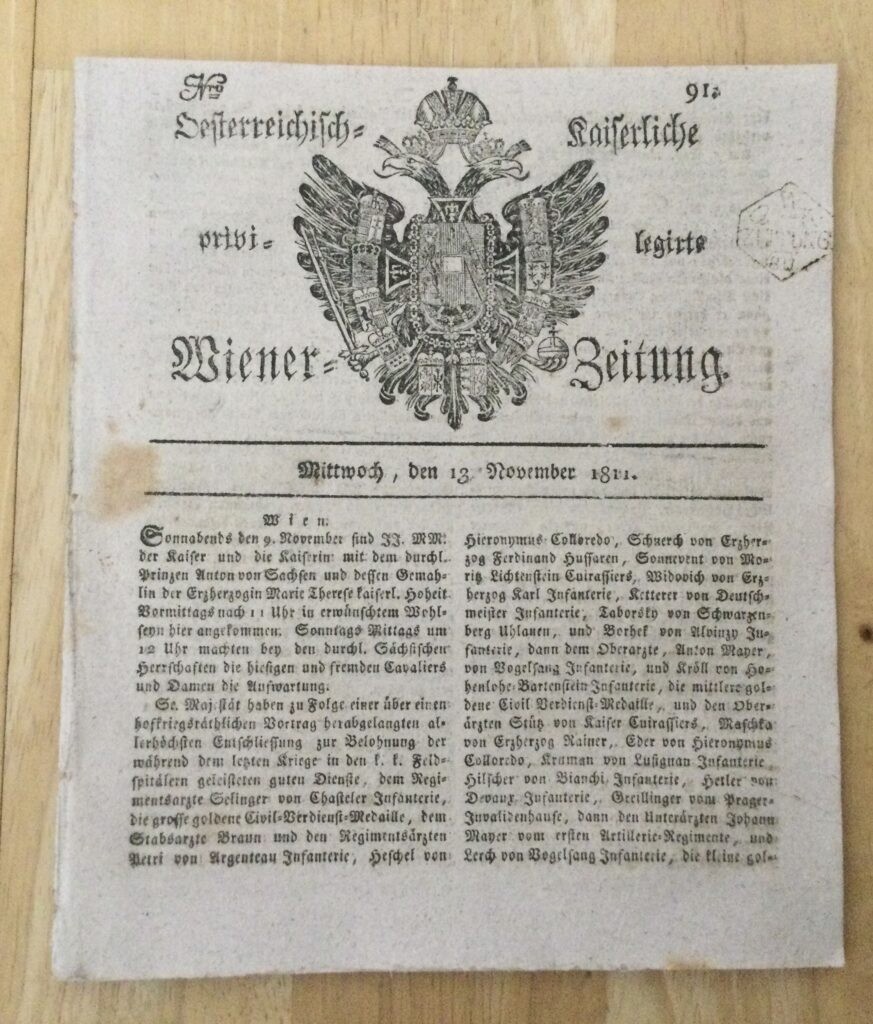 Nro 91.
Oesterreichisch= Kaiserliche
privi= legirte
Wiener= Zeitung.
Mittwoch, den 13. November 1811.
Wien.
Sonnabends den 9. November sind JJ. MM.
der Kaiser und die Kaiserin mit dem durchl.
Prinzen Anton von Sachsen und dessen Gemah=
lin der Erzherzogin Marie Therese kaiserl. Hoheit
Vormittags nach 11 Uhr in erwünschtem Wohl=
seyn hier angekommen. Sonntags Mittags um
12 Uhr machten bey den durchl. Sächsischen
Herrschaften die hiesigen und fremden Cavaliers
und Damen die Aufwartung.
Se. Majestät haben zu Folge einer über einen
hofkriegsräthlichen Vortrag herabgelangten al=
lerhöchsten Entschliessung zur Belohnung der
während dem letzten Kriege in den k. k. Feld=
spitälern geleisteten guten Dienste, dem Regi=
mentsarzte Selinger von Chasteler Infanterie,
die grosse goldene Civil=Verdienst=Medaille, dem
Stabsarzte Braun und den Regimentsärzten
Petri von Argenteau Infanterie, Heschel von
Hieronymus Colloredo, Schuerch von Erzher=
zog Ferdinand Hussaren, Sonnevent von Mo=
ritz Lichtenstein Cuirassiers, Widovich von Erz=
herzog Karl Infanterie, Ketterer von Deutsch=
meister Infanterie, Taborsky von Schwarzen=
berg Uhlanen, und Borhek von Alvinzy In=
fanterie, dann dem Oberarzte, Anton Mayer,
von Vogelsang Infanterie, und Kröll von Ho=
henlohe=Bartenstein Infanterie, die mittlere gol=
dene Civil Verdienst=Medaille, und den Ober=
ärzten Stütz von Kaiser Cuirassiers, Maschka
von Erzherzog Rainer, Eder von Hieronymus
Colloredo, Kruman von Lusignan Infanterie,
Hilscher von Bianchi Infanterie, Hetler von
Devaux Infanterie, Greillinger vom Prager=
Invalidenhause, dann den Unterärzten Johann
Mayer vom ersten Artillerie=Regimente, und
Lerch von Vogelsang Infanterie, die kleine gol=